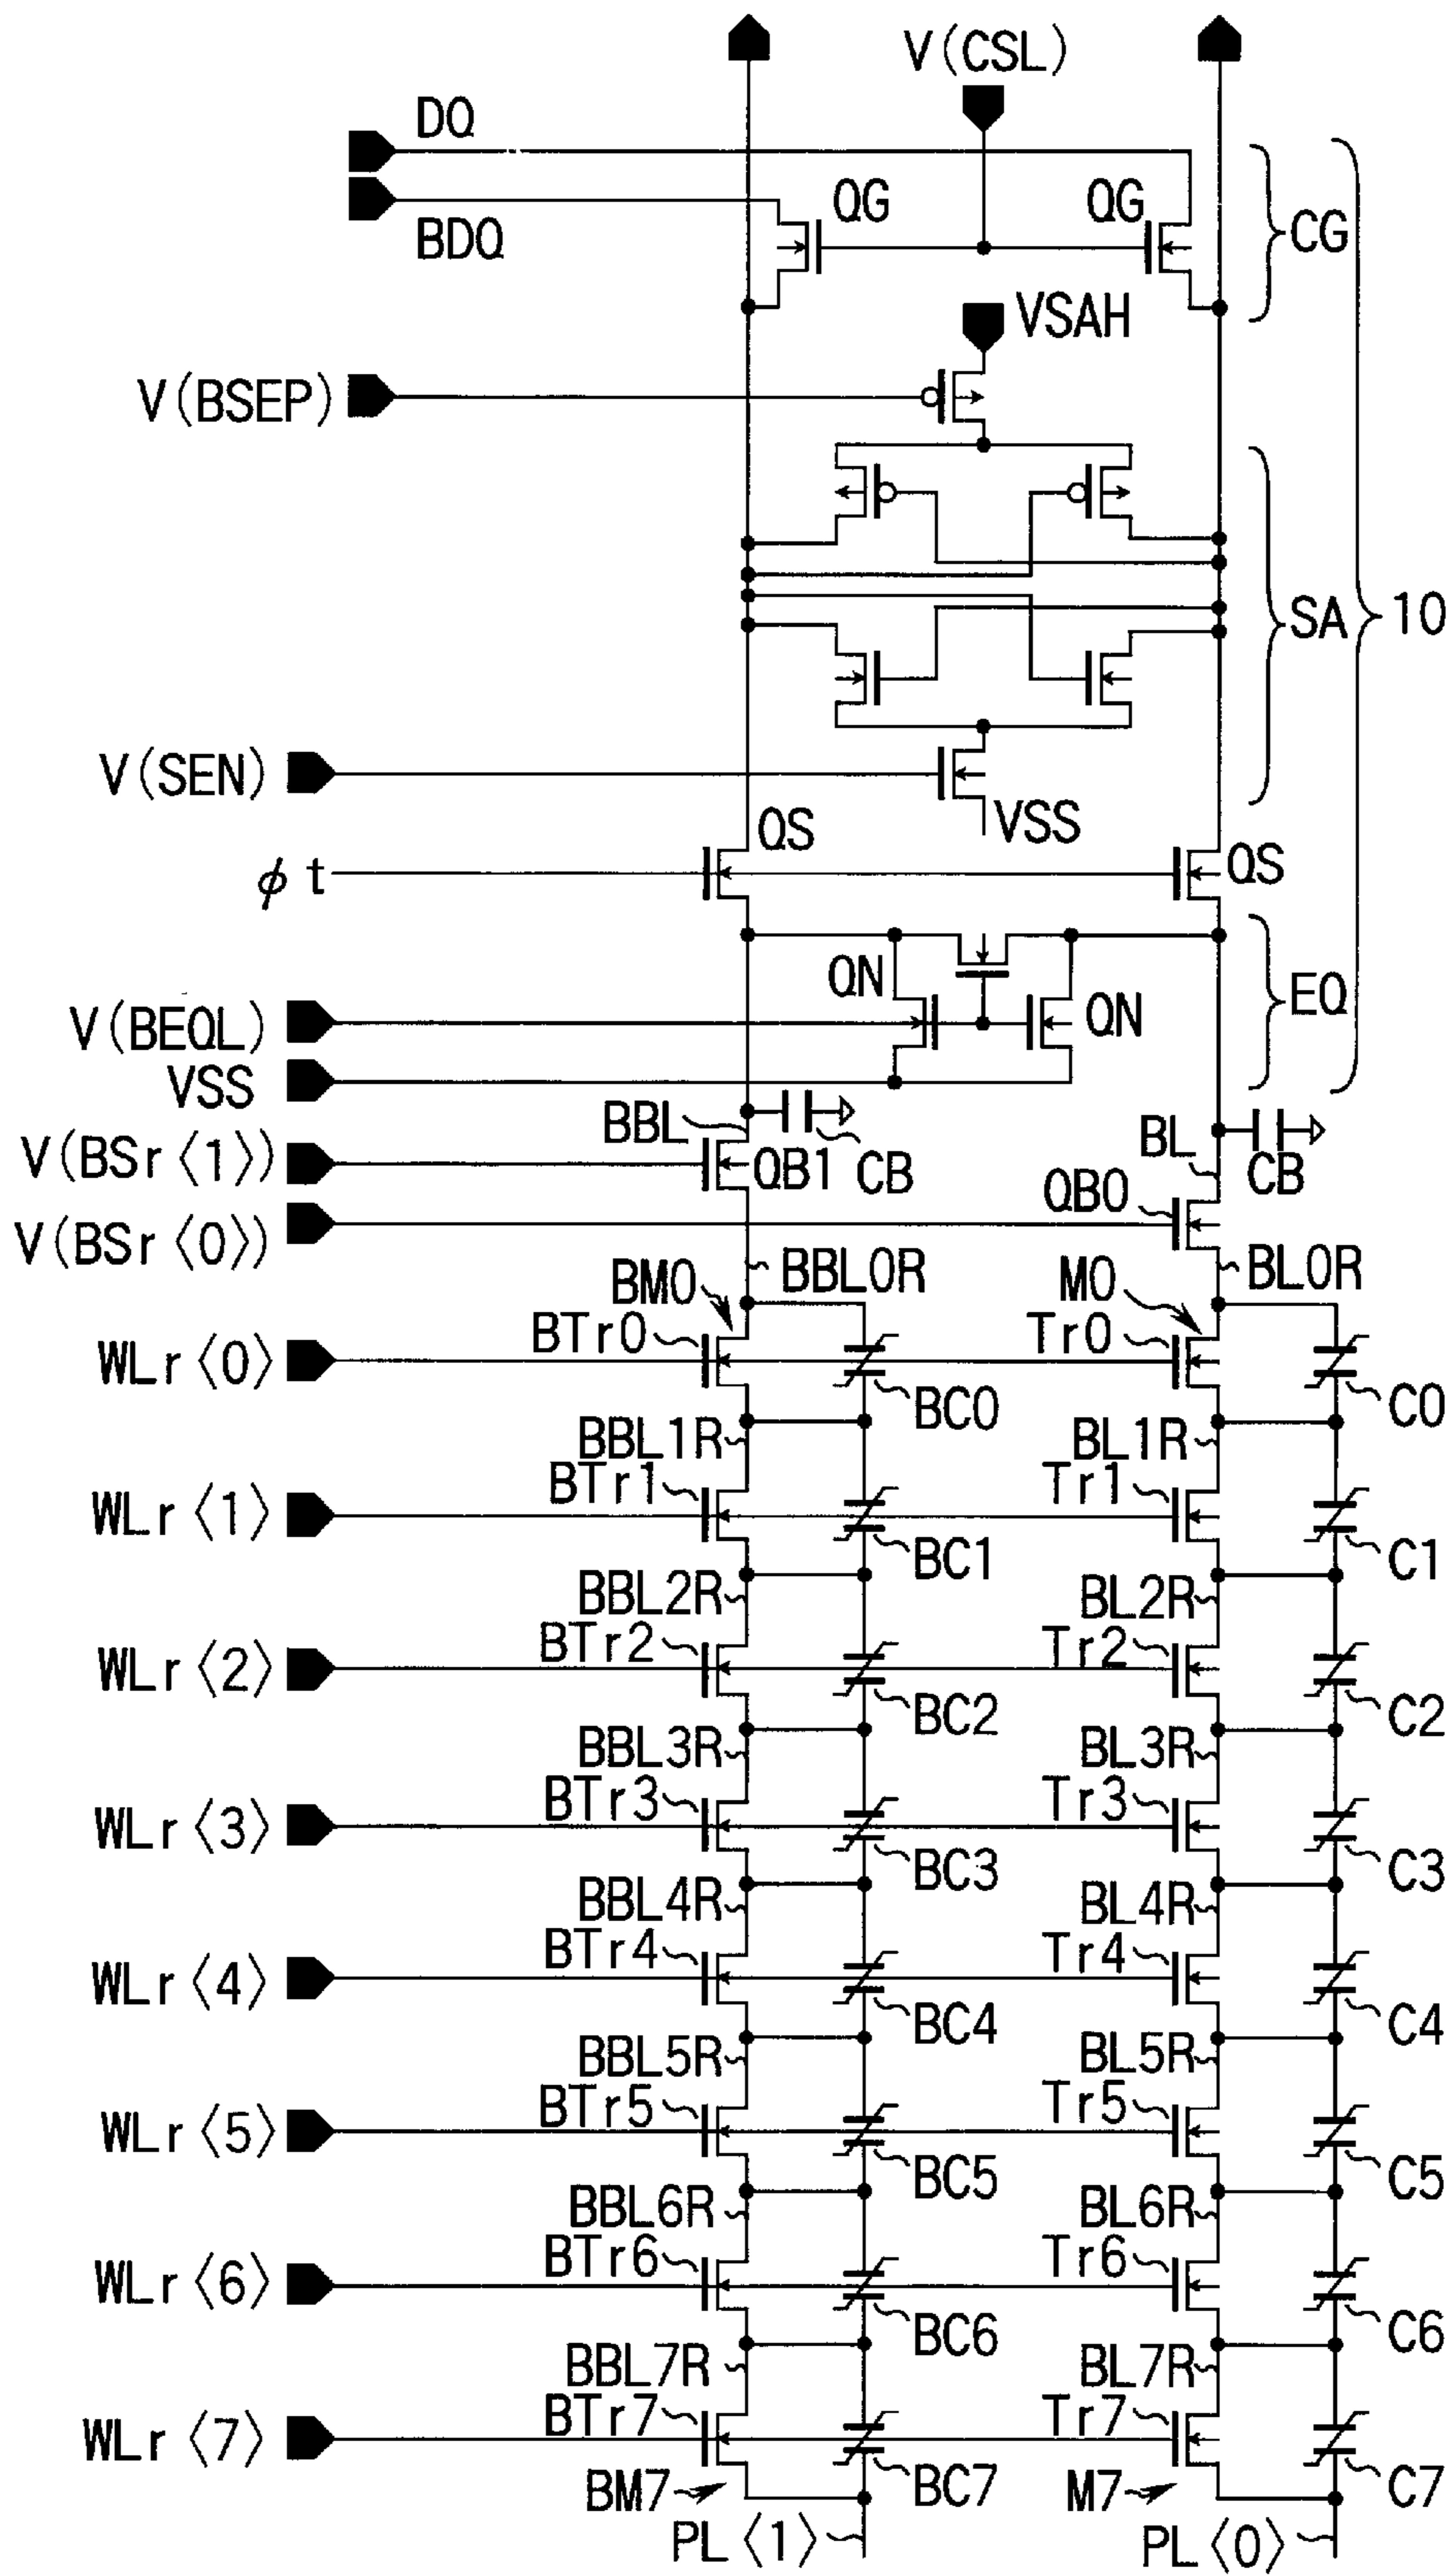 V(CSL)
DQ
BDQ
QG
QG
CG
VSAH
V(BSEP)
SA
10
V(SEN)
VSS
QS
QS
φt
QN
QN
EQ
V(BEQL)
VSS
BBL
CB
BL
CB
V(BSr⟨1⟩)
QB1
QB0
V(BSr⟨0⟩)
BBL0R
BL0R
BM0
M0
WLr⟨0⟩
BTr0
BC0
Tr0
C0
BBL1R
BL1R
WLr⟨1⟩
BTr1
BC1
Tr1
C1
BBL2R
BL2R
WLr⟨2⟩
BTr2
BC2
Tr2
C2
BBL3R
BL3R
WLr⟨3⟩
BTr3
BC3
Tr3
C3
BBL4R
BL4R
WLr⟨4⟩
BTr4
BC4
Tr4
C4
BBL5R
BL5R
WLr⟨5⟩
BTr5
BC5
Tr5
C5
BBL6R
BL6R
WLr⟨6⟩
BTr6
BC6
Tr6
C6
BBL7R
BL7R
WLr⟨7⟩
BTr7
BC7
Tr7
C7
BM7
M7
PL⟨1⟩
PL⟨0⟩